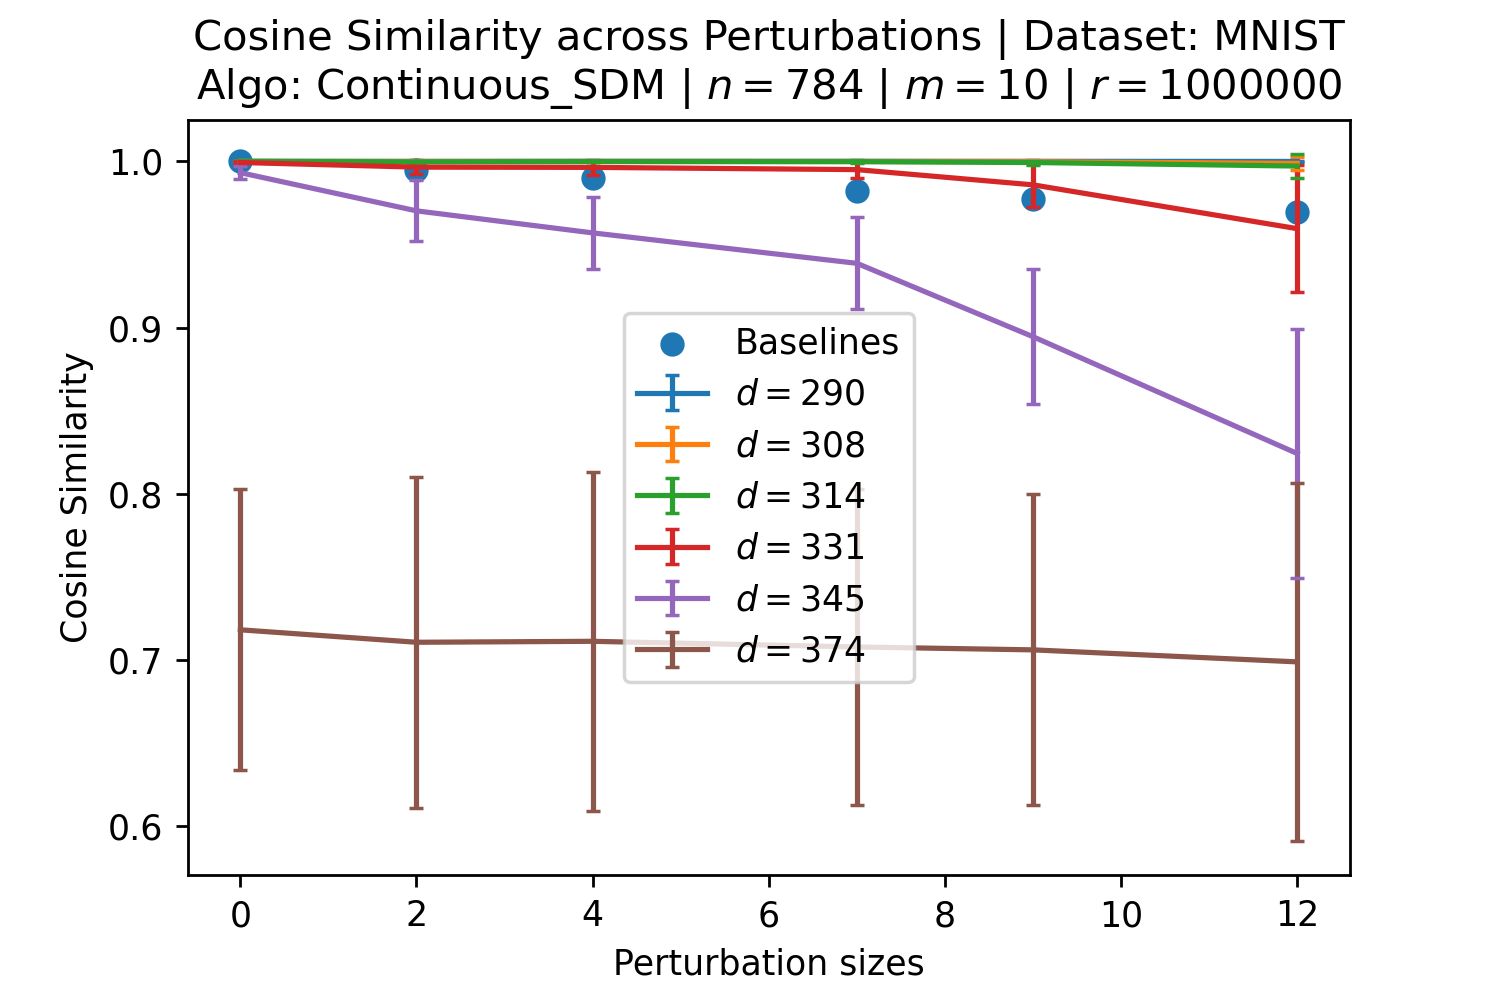 Cosine Similarity across Perturbations | Dataset: MNIST
Algo: Continuous_SDM | n = 784 | m = 10 | r = 1000000
1.0
0.9
0.8
0.7
0.6
Cosine Similarity
Baselines
d = 290
d = 308
d = 314
d = 331
d = 345
d = 374
0 2 4 6 8 10 12
Perturbation sizes